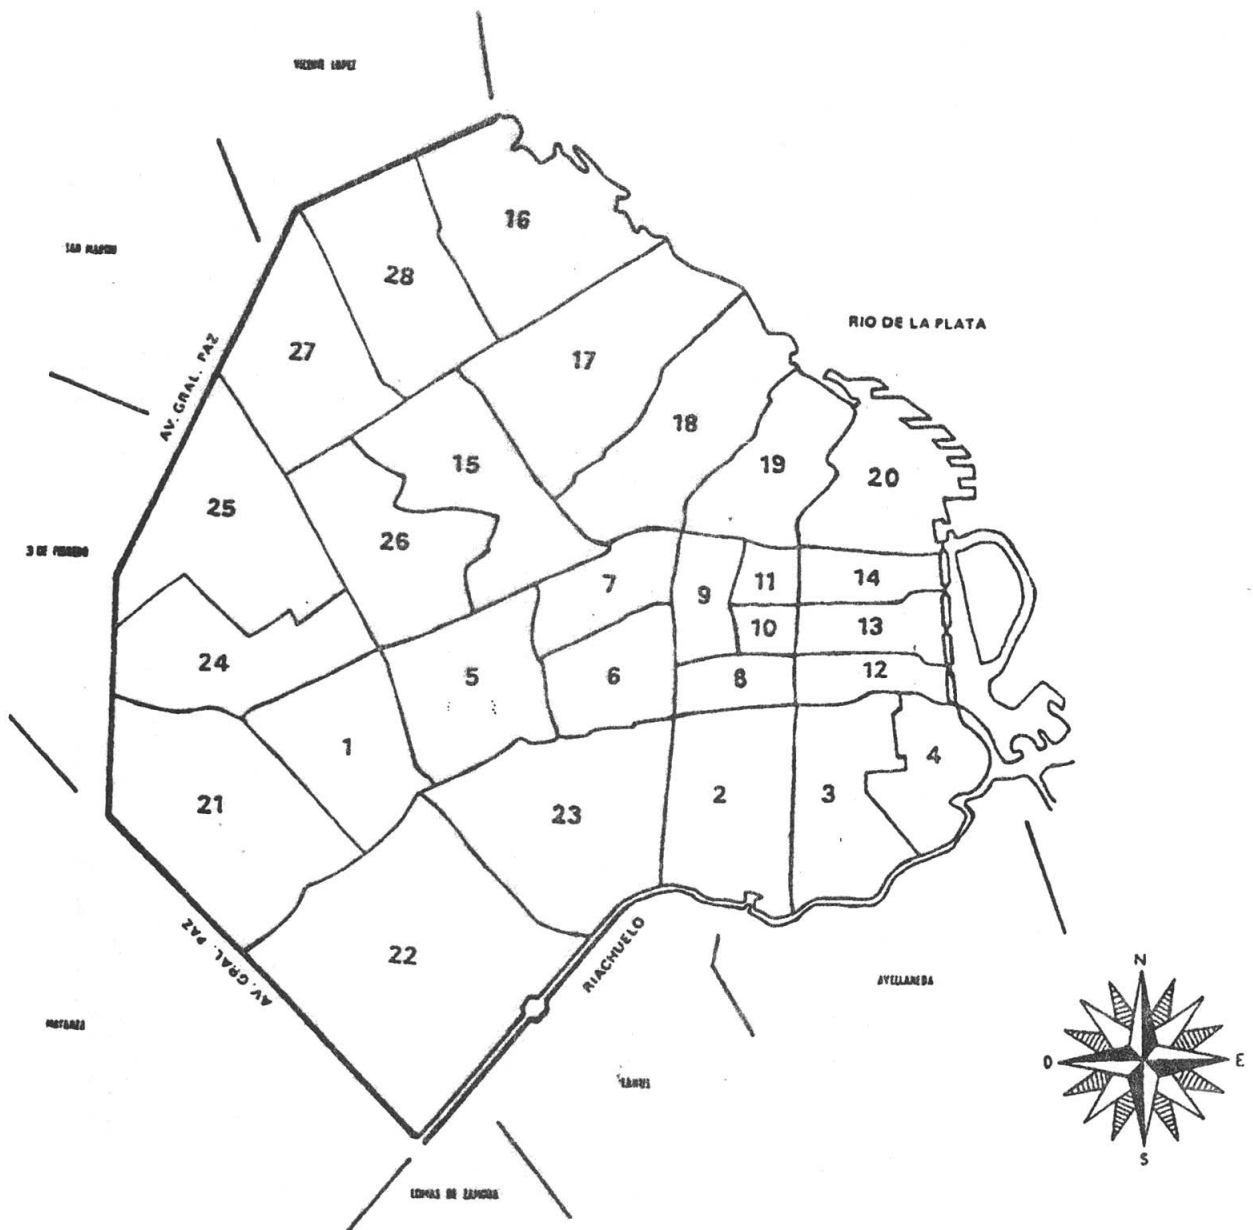 VICENTE LOPEZ
16
SAN MARTIN
28
RIO DE LA PLATA
27
17
AV. GRAL. PAZ
18
15
19
20
25
26
3 DE FEBRERO
7
11
14
9
10
13
24
5
6
8
12
1
4
21
2
3
23
22
RIACHUELO
AV. GRAL. PAZ
AVELLANEDA
N
MATANZA
O
E
LANUS
S
LOMAS DE ZAMORA